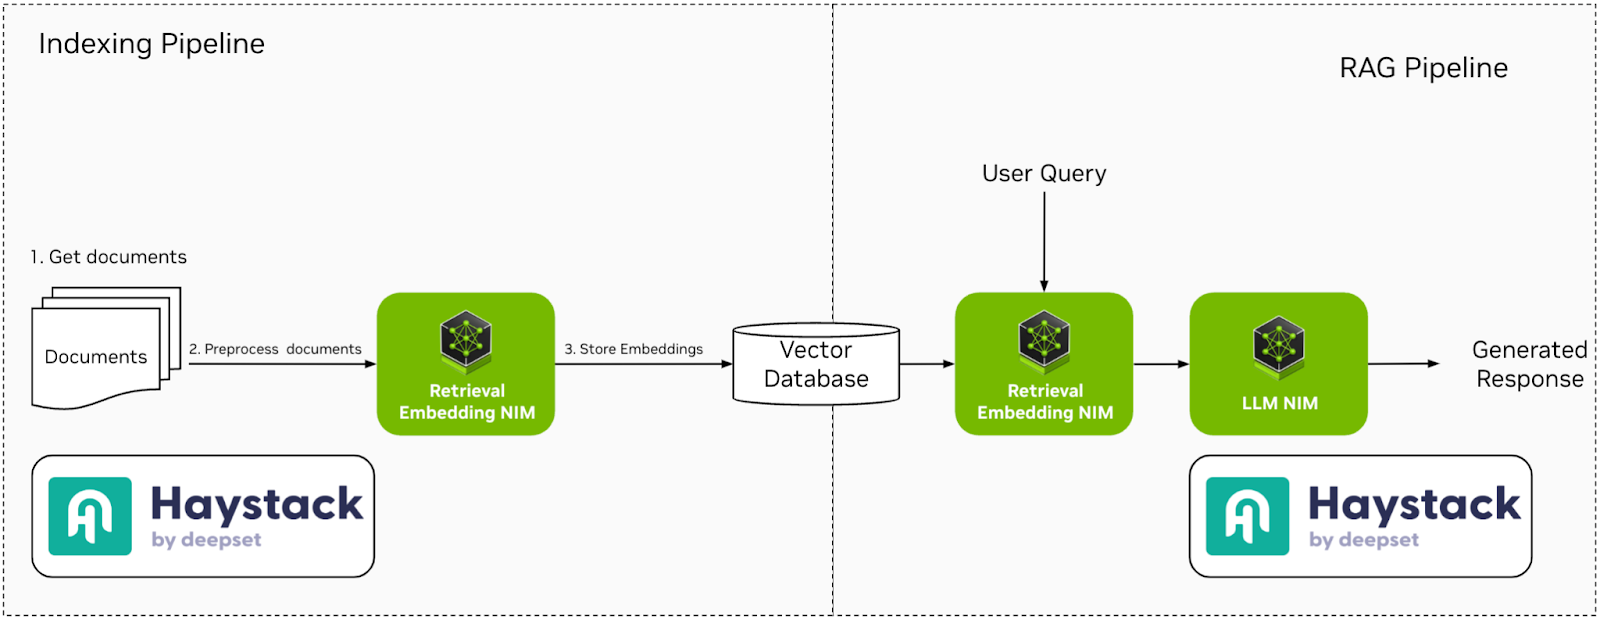 Indexing Pipeline
RAG Pipeline
User Query
1. Get documents
Documents
2. Preprocess documents
Retrieval
Embedding NIM
3. Store Embeddings
Vector
Database
Retrieval
Embedding NIM
LLM NIM
Generated
Response
Haystack
by deepset
Haystack
by deepset